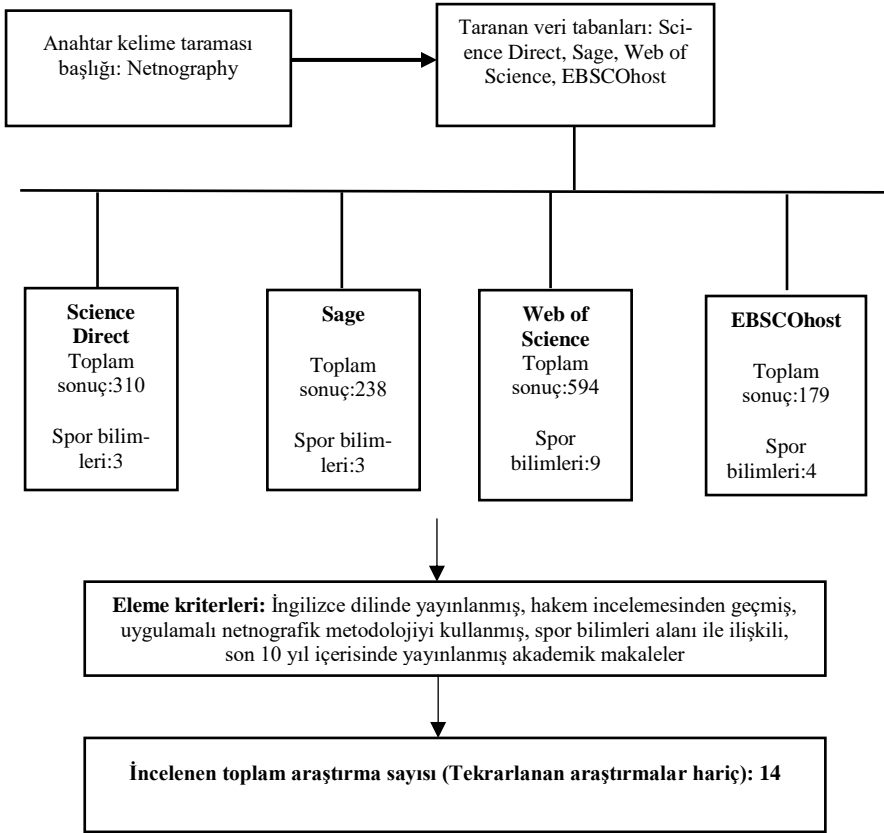 Anahtar kelime taraması
başlığı: Netnography
Taranan veri tabanları: Sci-
ence Direct, Sage, Web of
Science, EBSCOhost
Science
Direct
Toplam
sonuç:310
Spor bilim-
leri:3
Sage
Toplam
sonuç:238
Spor bilim-
leri:3
Web of
Science
Toplam
sonuç:594
Spor
bilimleri:9
EBSCOhost
Toplam
sonuç:179
Spor
bilimleri:4
Eleme kriterleri: İngilizce dilinde yayınlanmış, hakem incelemesinden geçmiş,
uygulamalı netnografik metodolojiyi kullanmış, spor bilimleri alanı ile ilişkili,
son 10 yıl içerisinde yayınlanmış akademik makaleler
İncelenen toplam araştırma sayısı (Tekrarlanan araştırmalar hariç): 14